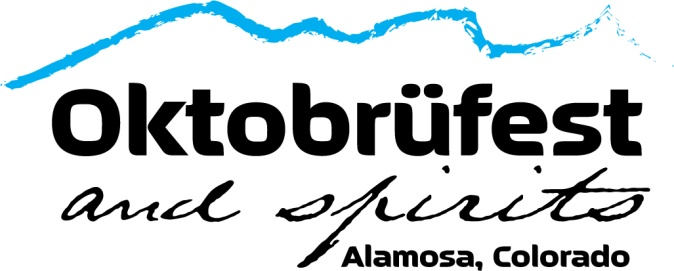 Oktobrüfest
and spirits
Alamosa, Colorado